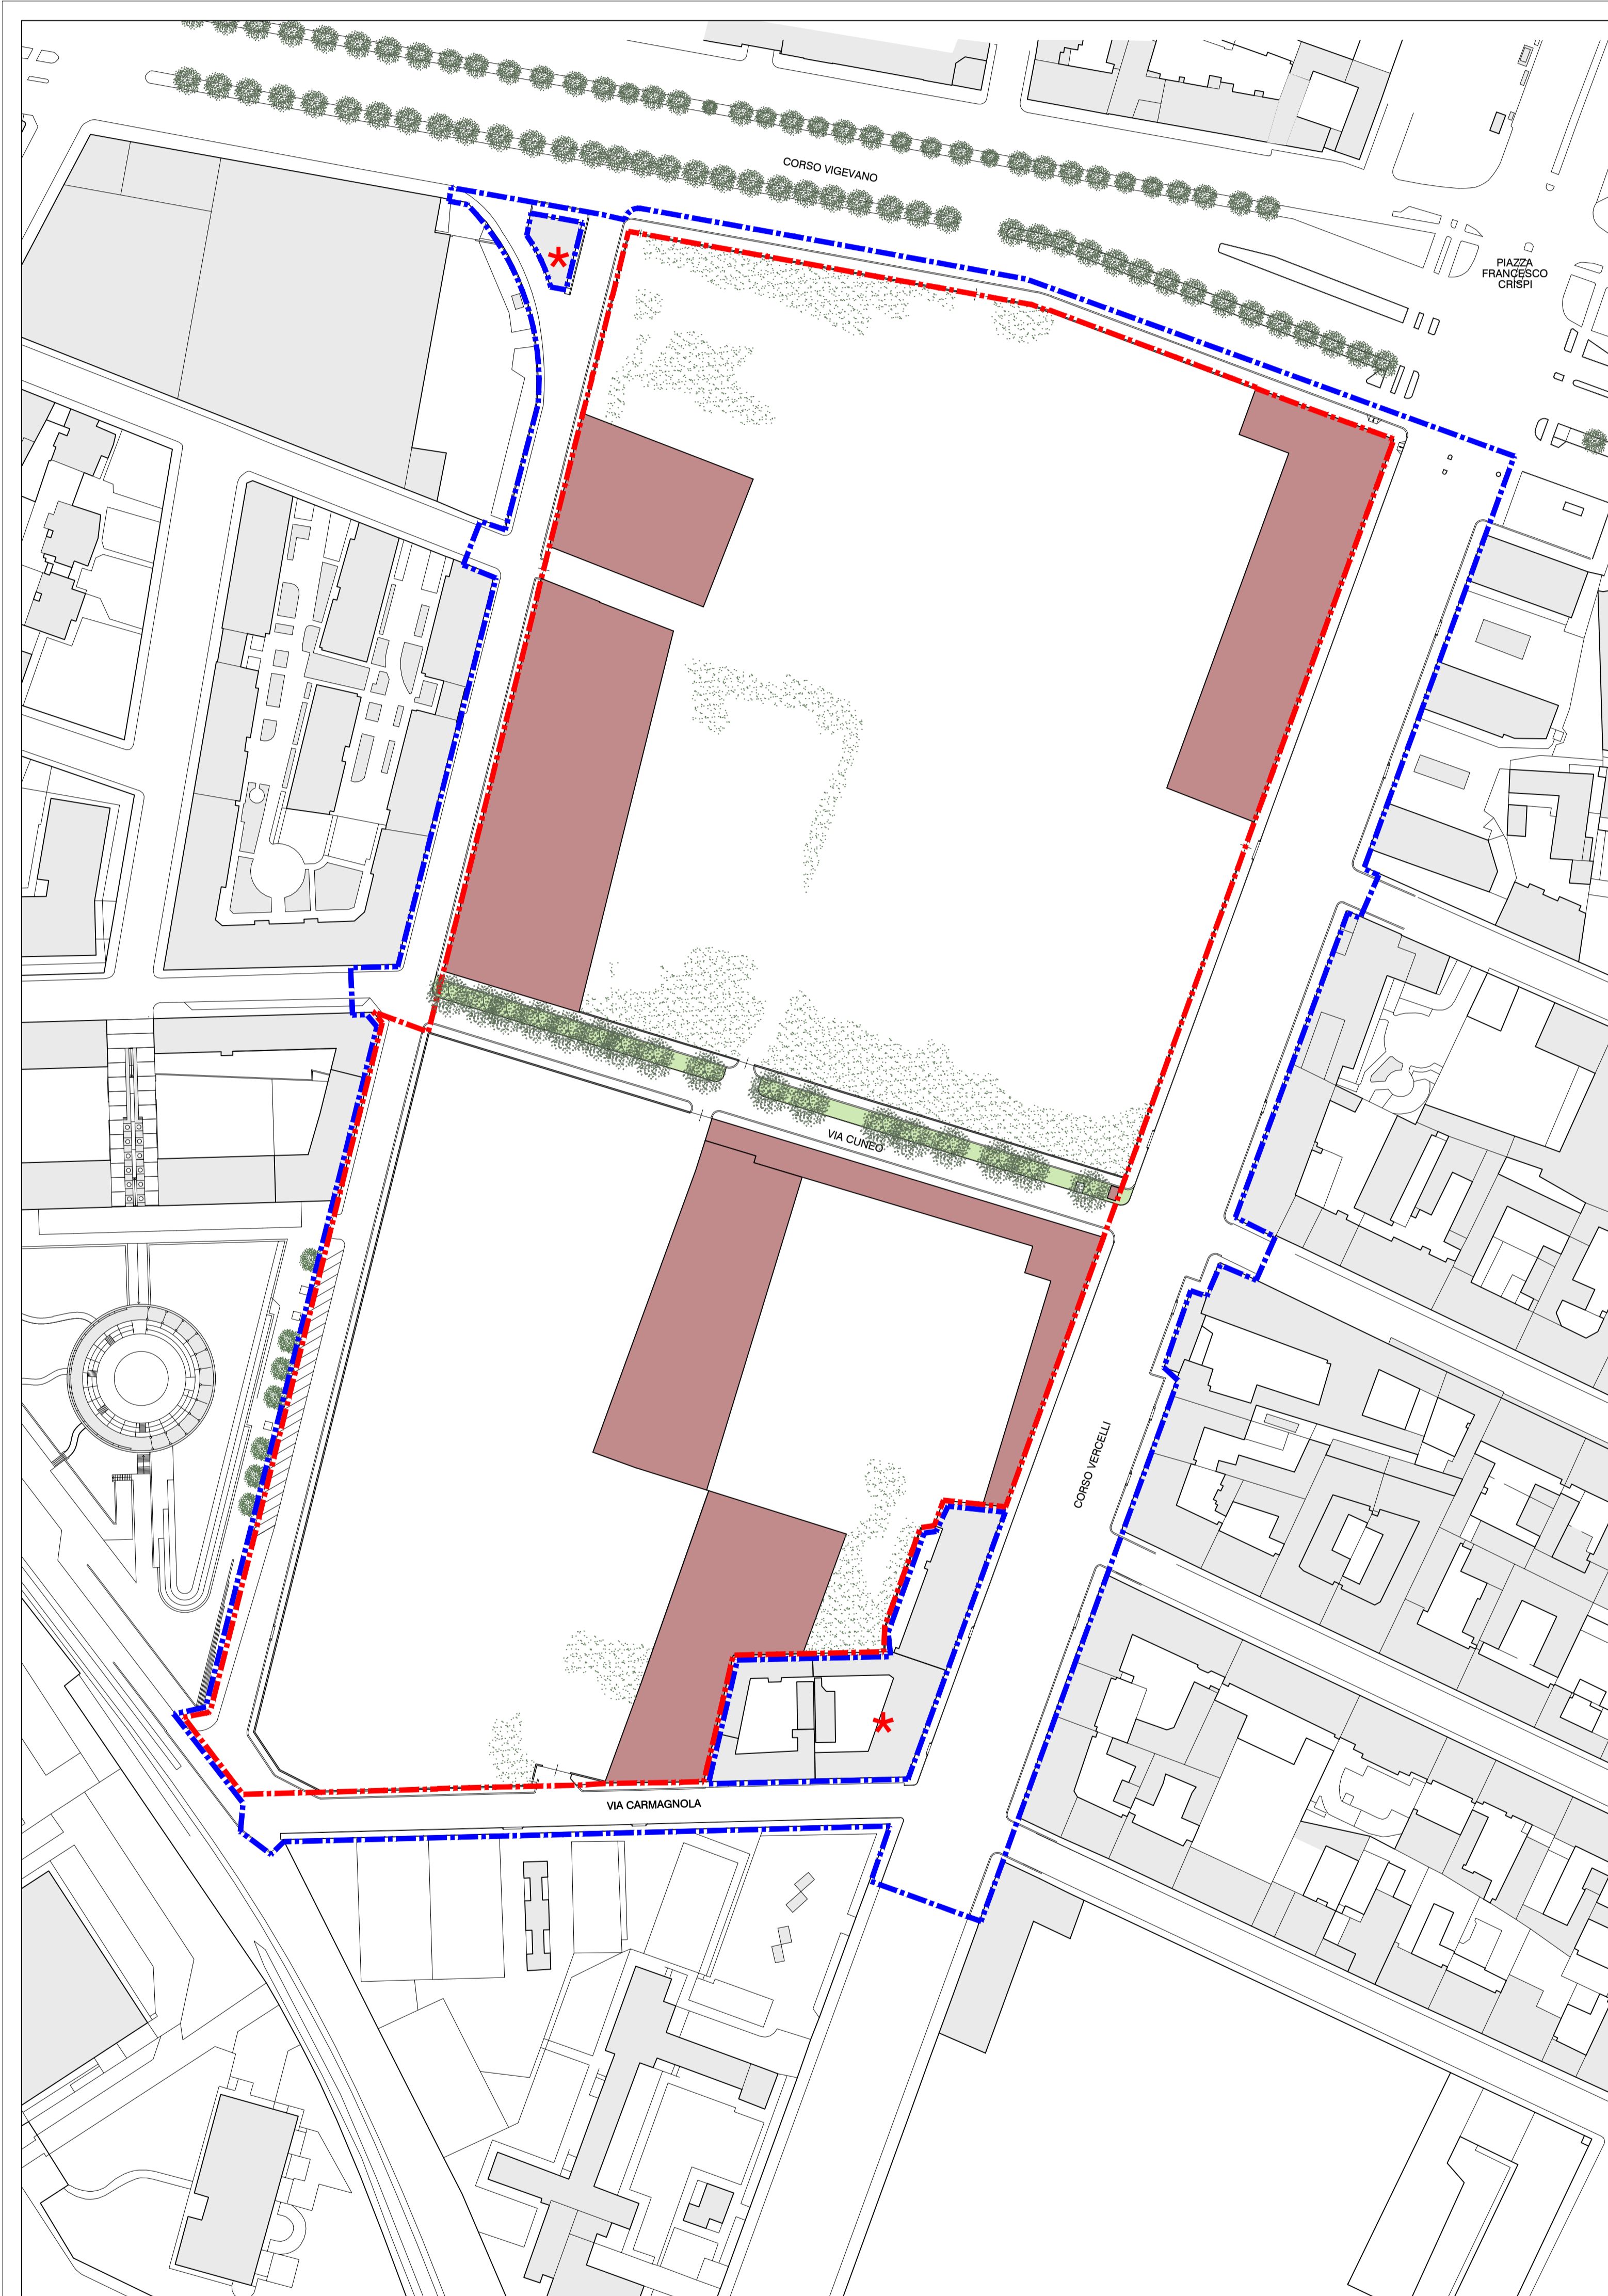 CORSO VIGEVANO
PIAZZA
FRANCESCO
CRISPI
VIA CUNEO
CORSO VERCELLI
VIA CARMAGNOLA